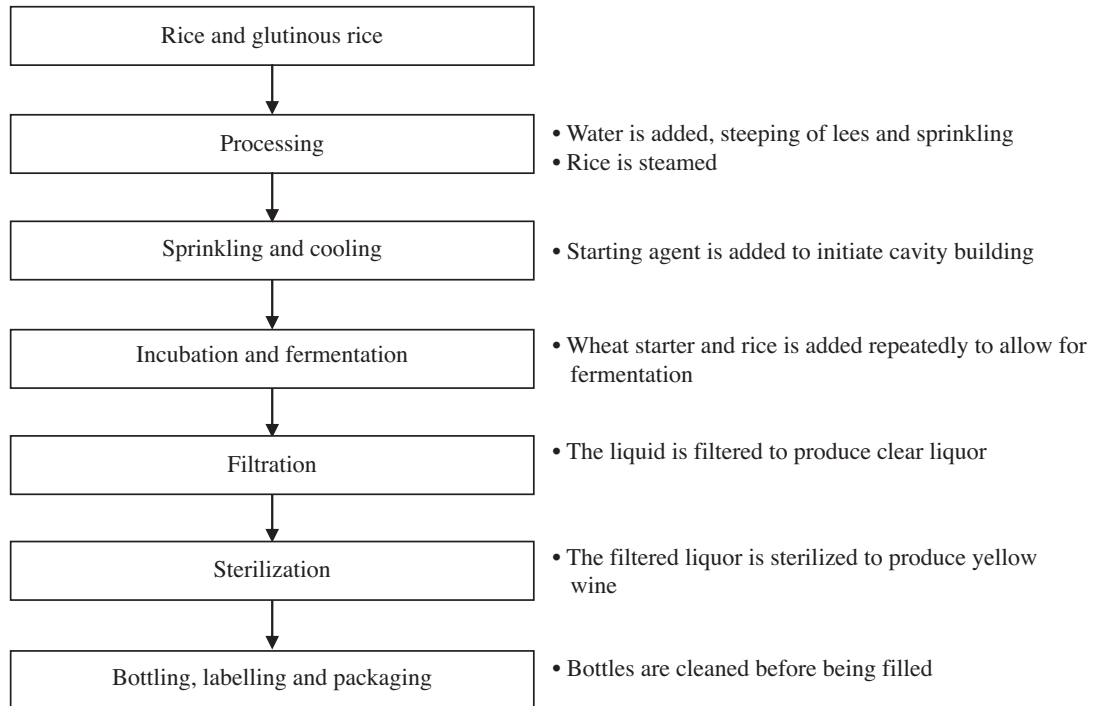 Rice and glutinous rice
Processing
• Water is added, steeping of lees and sprinkling
• Rice is steamed
Sprinkling and cooling
• Starting agent is added to initiate cavity building
Incubation and fermentation
• Wheat starter and rice is added repeatedly to allow for
fermentation
Filtration
• The liquid is filtered to produce clear liquor
Sterilization
• The filtered liquor is sterilized to produce yellow
wine
Bottling, labelling and packaging
• Bottles are cleaned before being filled